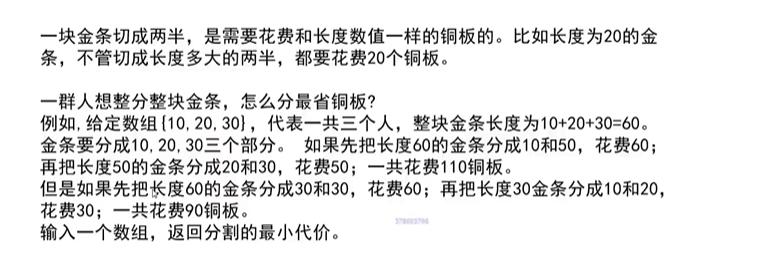 一块金条切成两半，是需要花费和长度数值一样的铜板的。比如长度为20的金
条，不管切成长度多大的两半，都要花费20个铜板。
一群人想整分整块金条，怎么分最省铜板?
例如,给定数组{10,20,30}，代表一共三个人，整块金条长度为10+20+30=60。
金条要分成10,20,30三个部分。 如果先把长度60的金条分成10和50，花费60;
再把长度50的金条分成20和30，花费50；一共花费110铜板。
但是如果先把长度60的金条分成30和30，花费60；再把长度30金条分成10和20，
花费30；一共花费90铜板。
输入一个数组，返回分割的最小代价。